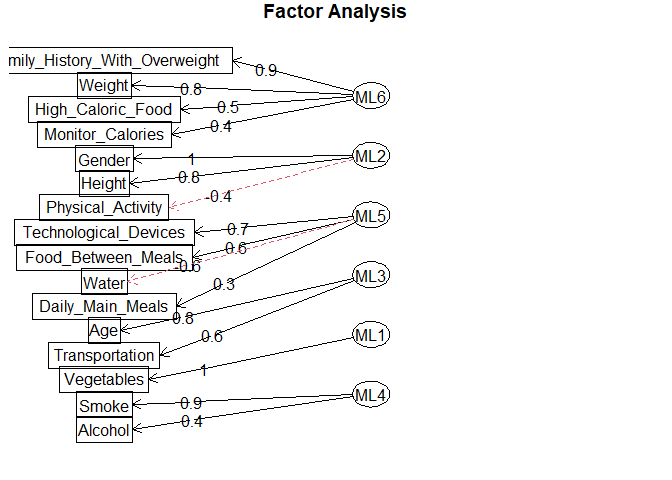 Factor Analysis
mily_History_With_Overweight
0.9
Weight
0.8
ML6
High_Caloric_Food
0.5
Monitor_Calories
0.4
Gender
1
ML2
Height
0.8
Physical_Activity
-0.4
ML5
Technological_Devices
0.7
Food_Between_Meals
0.6
-0.6
Water
ML3
0.3
Daily_Main_Meals
0.8
Age
ML1
0.6
Transportation
1
Vegetables
ML4
0.9
Smoke
0.4
Alcohol